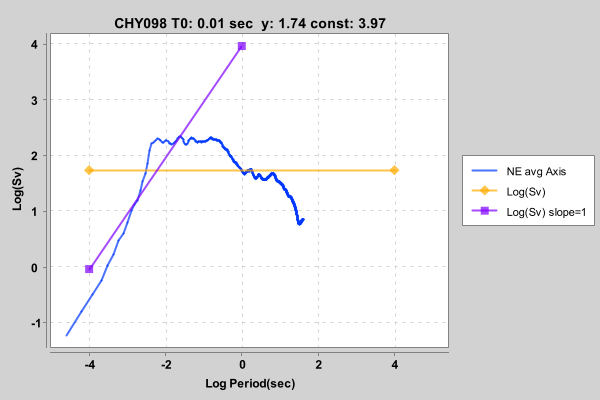 CHY098 T0: 0.01 sec  y: 1.74 const: 3.97
4
3
2
1
0
-1
Log(Sv)
-4
-2
0
2
4
Log Period(sec)
NE avg Axis
Log(Sv)
Log(Sv) slope=1